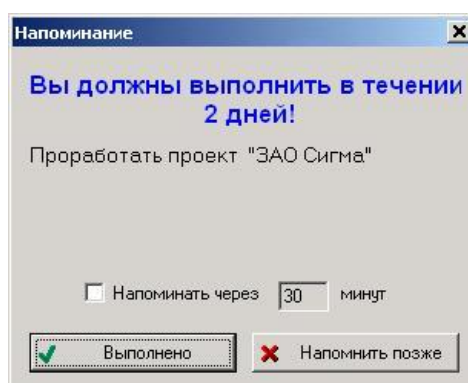 Напоминание
Вы должны выполнить в течении
2 дней!
Проработать проект "ЗАО Сигма"
Напоминать через 30 минут
Выполнено Напомнить позже